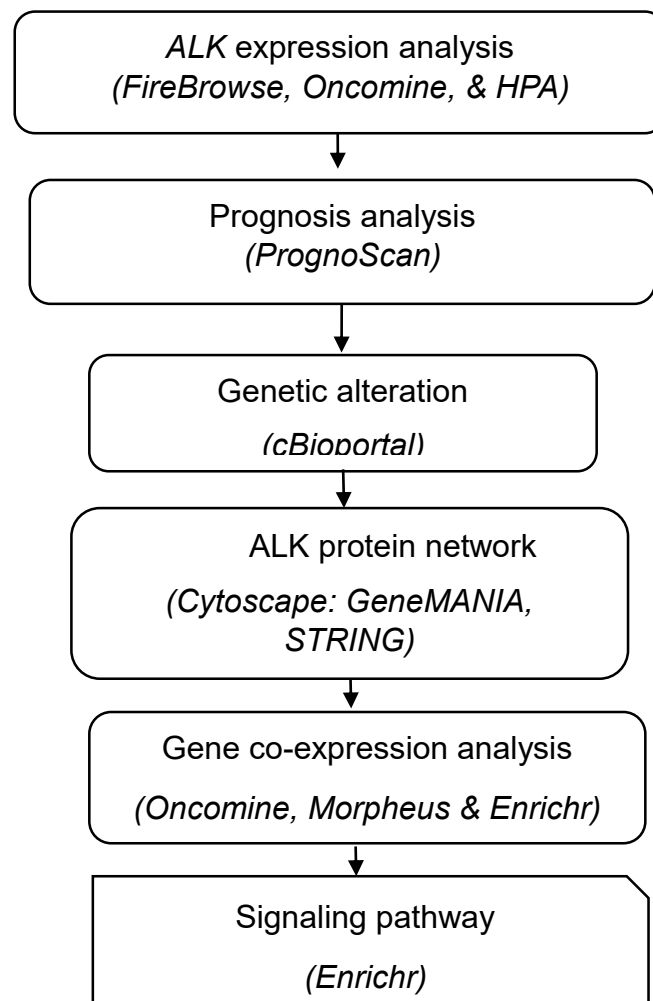 ALK expression analysis
(FireBrowse, Oncomine, & HPA)
Prognosis analysis
(PrognoScan)
Genetic alteration
(cBioportal)
ALK protein network
(Cytoscape: GeneMANIA,
STRING)
Gene co-expression analysis
(Oncomine, Morpheus & Enrichr)
Signaling pathway
(Enrichr)